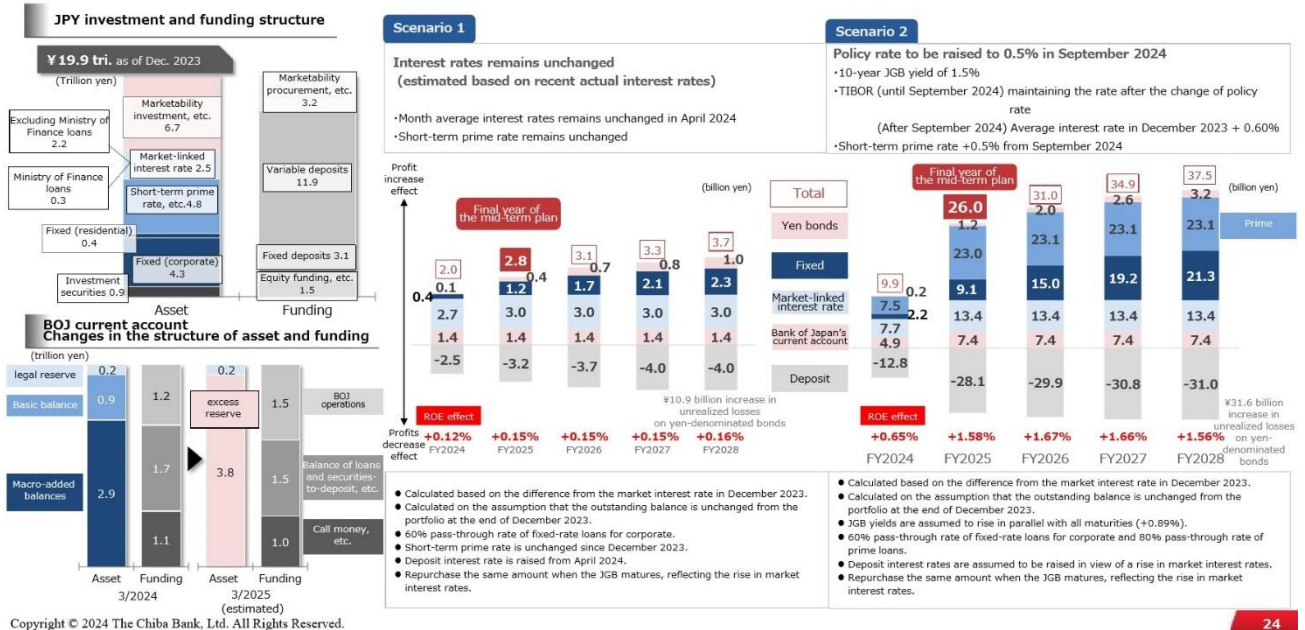 JPY investment and funding structure
¥19.9 tri. as of Dec. 2023
(Trillion yen)
Marketability
investment, etc.
6.7
Excluding Ministry of
Finance loans
2.2
Market-linked
interest rate 2.5
Ministry of Finance
loans
0.3
Short-term prime
rate, etc.4.8
Fixed (residential)
0.4
Fixed (corporate)
4.3
Investment
securities 0.9
Asset
Marketability
procurement, etc.
3.2
Variable deposits
11.9
Fixed deposits 3.1
Equity funding, etc.
1.5
Funding
BOJ current account
Changes in the structure of asset and funding
(trillion yen)
legal reserve
Basic balance
Macro-added
balances
0.2
0.9
2.9
1.2
1.7
1.1
0.2
excess
reserve
3.8
1.5
1.5
1.0
BOJ
operations
Balance of loans
and securities-
to-deposit, etc.
Call money,
etc.
Asset
Funding
Asset
Funding
3/2024
3/2025
(estimated)
Scenario 1
Interest rates remains unchanged
(estimated based on recent actual interest rates)
・Month average interest rates remains unchanged in April 2024
・Short-term prime rate remains unchanged
Profit
increase
effect
(billion yen)
Final year of
the mid-term plan
2.0
0.1
0.4
2.7
1.4
-2.5
2.8
0.4
1.2
3.0
1.4
-3.2
3.1
0.7
1.7
3.0
1.4
-3.7
3.3
0.8
2.1
3.0
1.4
-4.0
3.7
1.0
2.3
3.0
1.4
-4.0
¥10.9 billion increase in
unrealized losses
on yen-denominated bonds
ROE effect
Profits
decrease
effect
+0.12%
+0.15%
+0.15%
+0.15%
+0.16%
FY2024
FY2025
FY2026
FY2027
FY2028
● Calculated based on the difference from the market interest rate in December 2023.
● Calculated on the assumption that the outstanding balance is unchanged from the
portfolio at the end of December 2023.
● 60% pass-through rate of fixed-rate loans for corporate.
● Short-term prime rate is unchanged since December 2023.
● Deposit interest rate is raised from April 2024.
● Repurchase the same amount when the JGB matures, reflecting the rise in market
interest rates.
Total
Yen bonds
Fixed
Market-linked
interest rate
Bank of Japan's
current account
Deposit
Scenario 2
Policy rate to be raised to 0.5% in September 2024
・10-year JGB yield of 1.5%
・TIBOR (until September 2024) maintaining the rate after the change of policy
rate
(After September 2024) Average interest rate in December 2023 + 0.60%
・Short-term prime rate +0.5% from September 2024
(billion yen)
Prime
Final year of
the mid-term plan
9.9
0.2
7.5
2.2
7.7
4.9
-12.8
26.0
1.2
23.0
9.1
13.4
7.4
-28.1
31.0
2.0
23.1
15.0
13.4
7.4
-29.9
34.9
2.6
23.1
19.2
13.4
7.4
-30.8
37.5
3.2
23.1
21.3
13.4
7.4
-31.0
¥31.6 billion
increase in
unrealized losses
on yen-
denominated
bonds
ROE effect
+0.65%
+1.58%
+1.67%
+1.66%
+1.56%
FY2024
FY2025
FY2026
FY2027
FY2028
● Calculated based on the difference from the market interest rate in December 2023.
● Calculated on the assumption that the outstanding balance is unchanged from the
portfolio at the end of December 2023.
● JGB yields are assumed to rise in parallel with all maturities (+0.89%).
● 60% pass-through rate of fixed-rate loans for corporate and 80% pass-through rate of
prime loans.
● Deposit interest rates are assumed to be raised in view of a rise in market interest rates.
● Repurchase the same amount when the JGB matures, reflecting the rise in market
interest rates.
Copyright © 2024 The Chiba Bank, Ltd. All Rights Reserved.
24